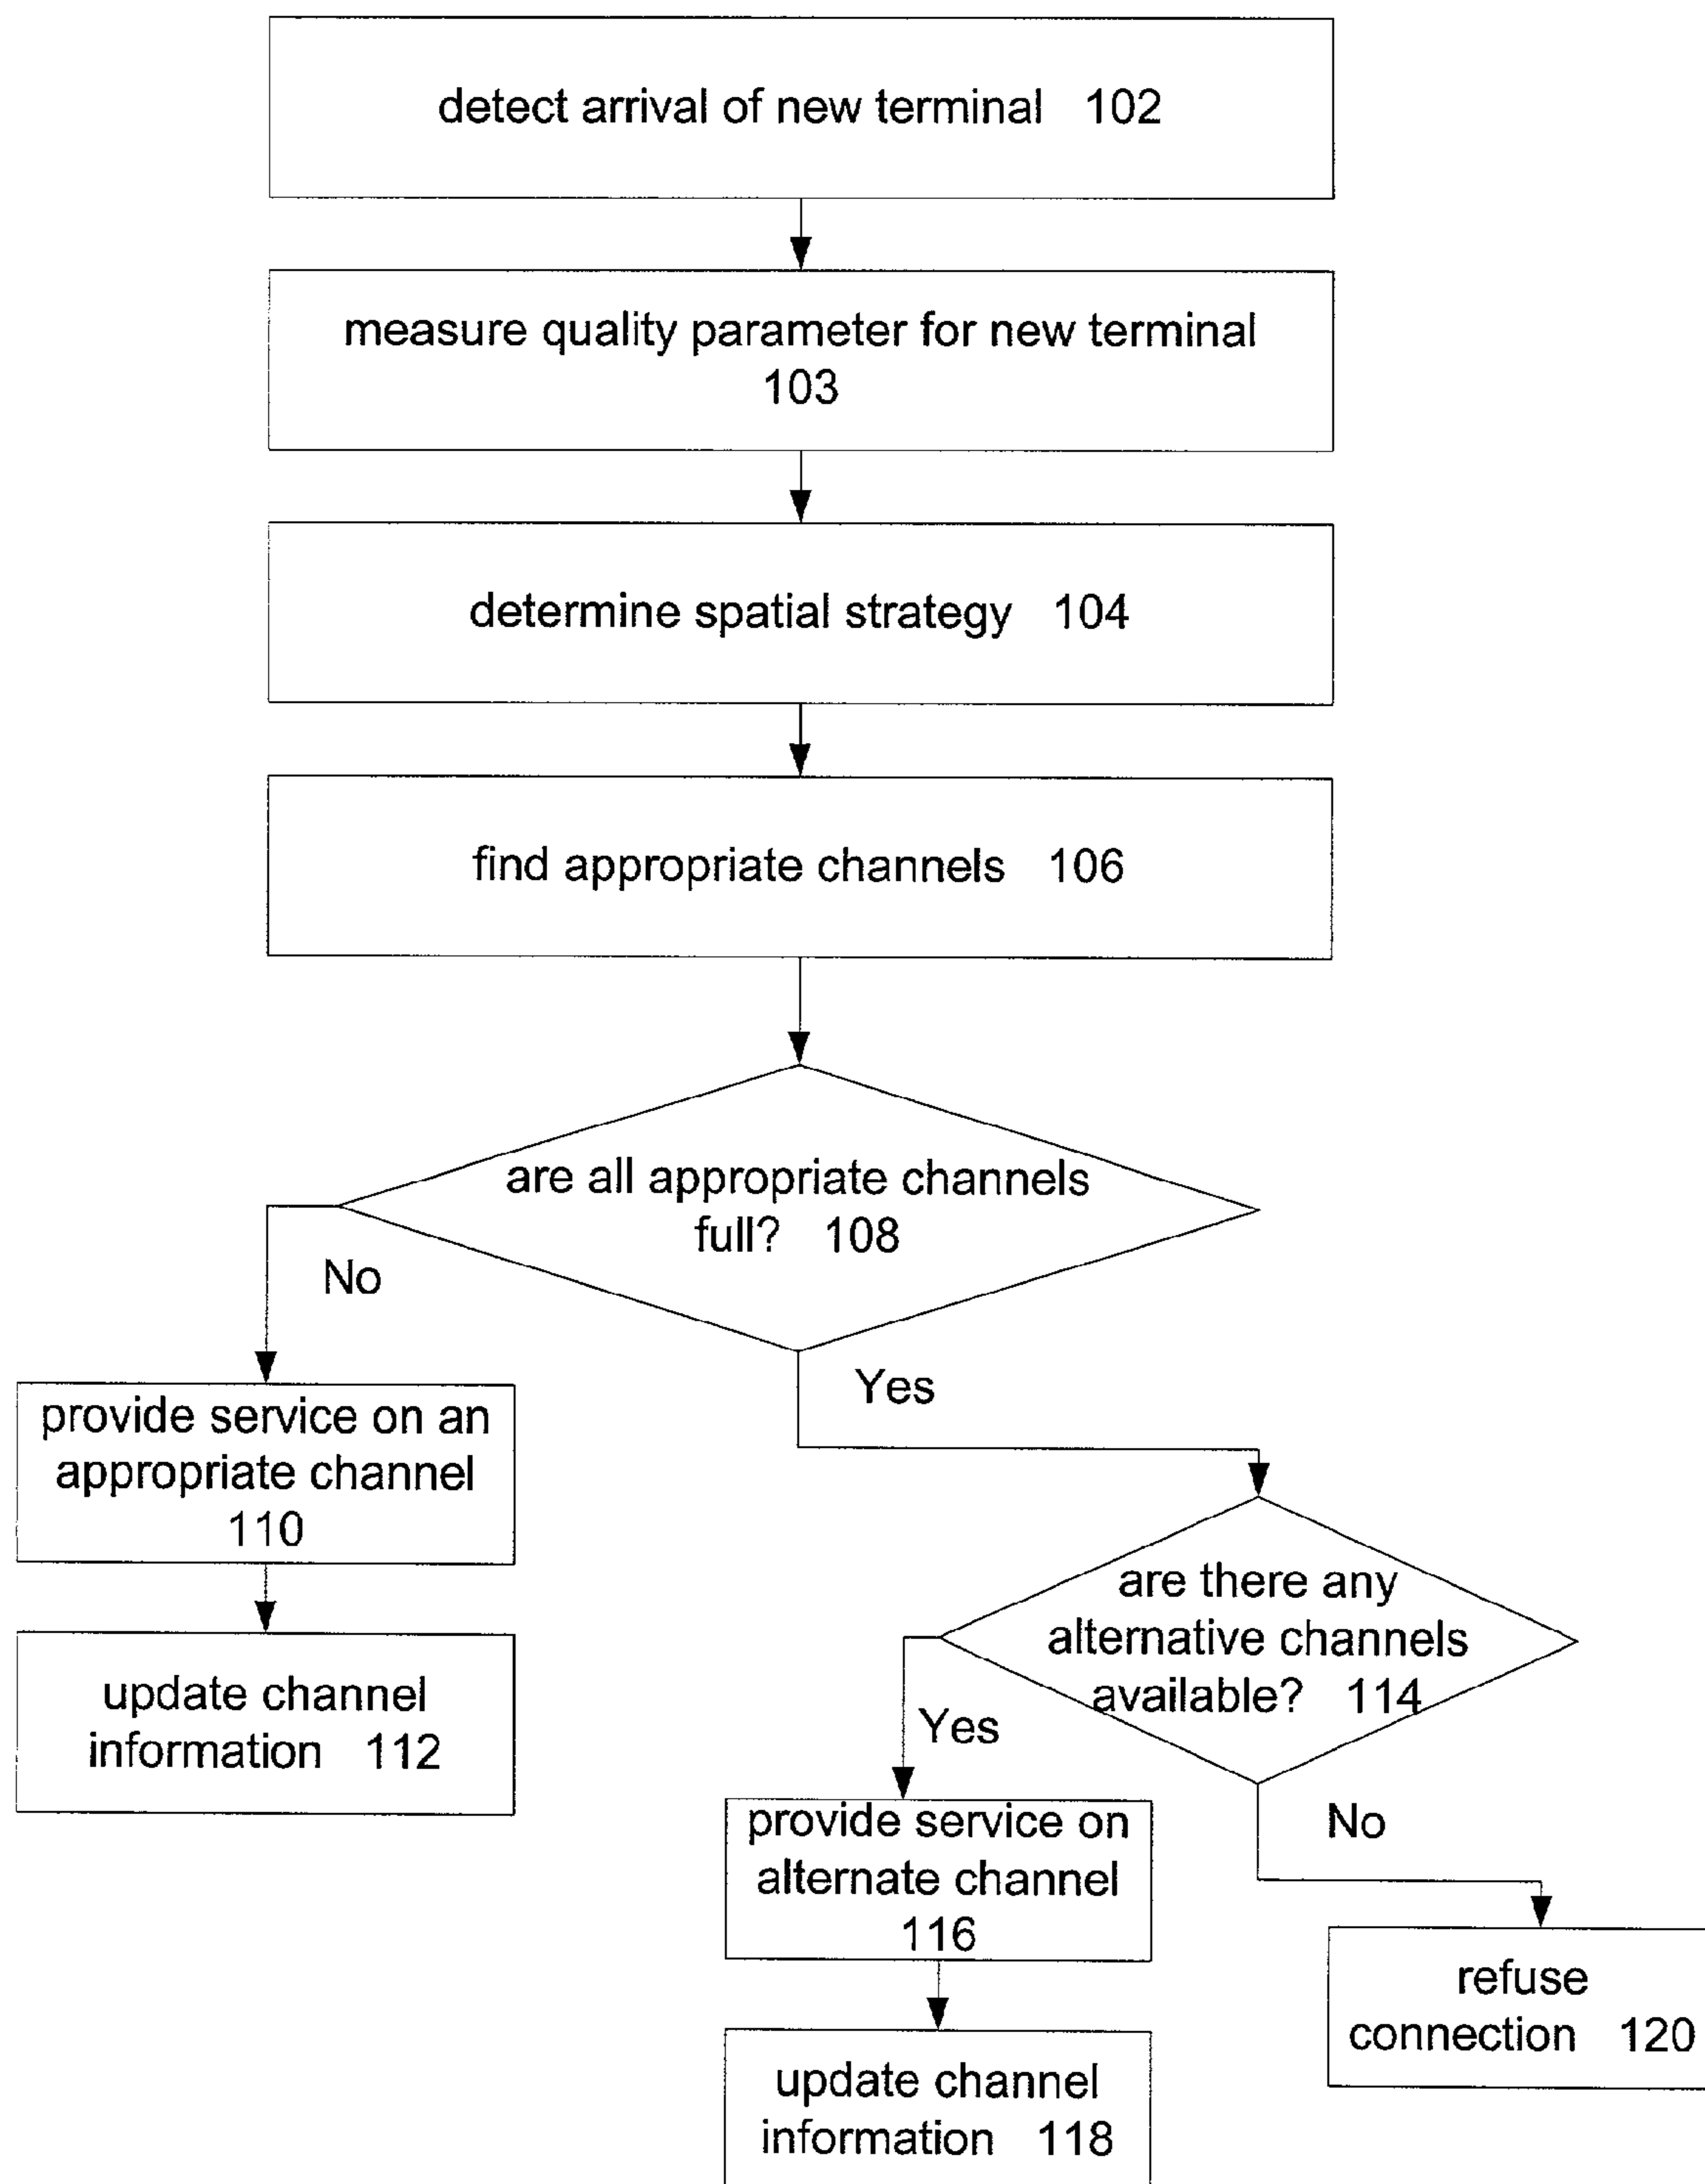 detect arrival of new terminal 102
measure quality parameter for new terminal
103
determine spatial strategy 104
find appropriate channels 106
are all appropriate channels
full? 108
No
Yes
provide service on an
appropriate channel
110
update channel
information 112
are there any
alternative channels
available? 114
Yes
No
provide service on
alternate channel
116
update channel
information 118
refuse
connection 120